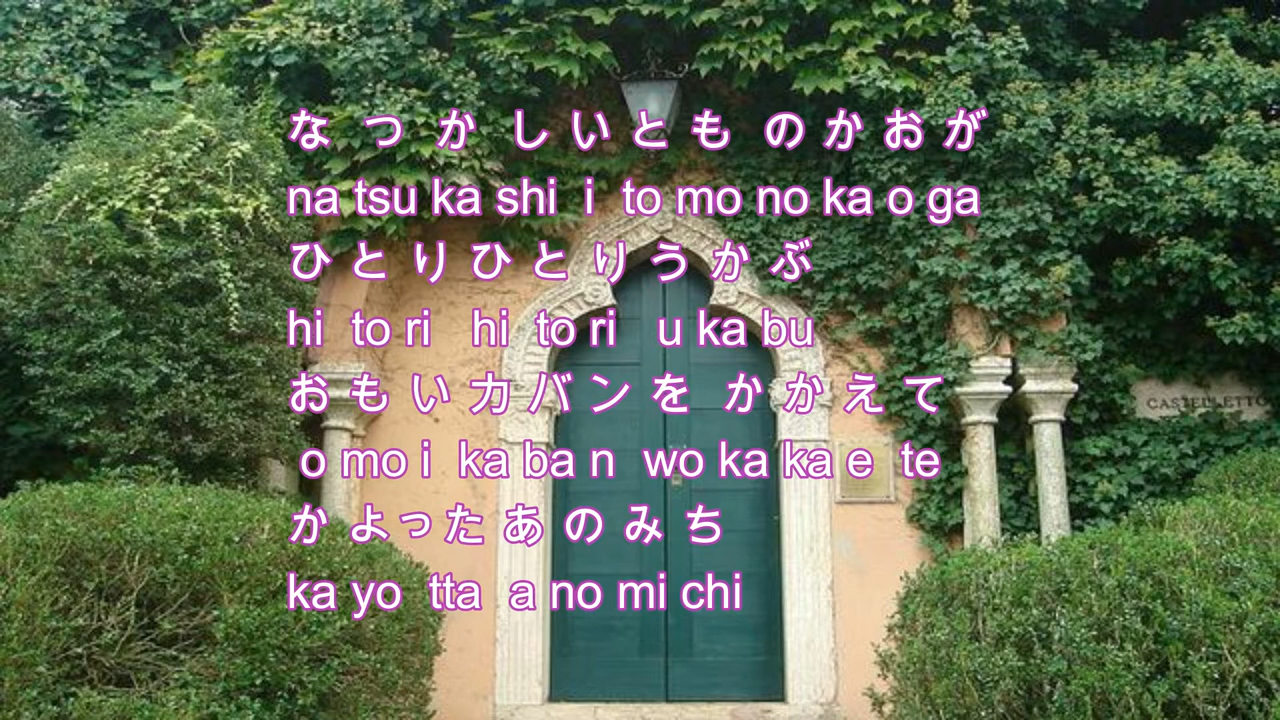 なつかしいとものかおが
na tsu ka shi i to mo no ka o ga
ひとりひとりうかぶ
hi to ri hi to ri u ka bu
おもいカバンをかかえて
o mo i ka ba n wo ka ka e te
かよったあのみち
ka yo tta a no mi chi
CASTELLETTO